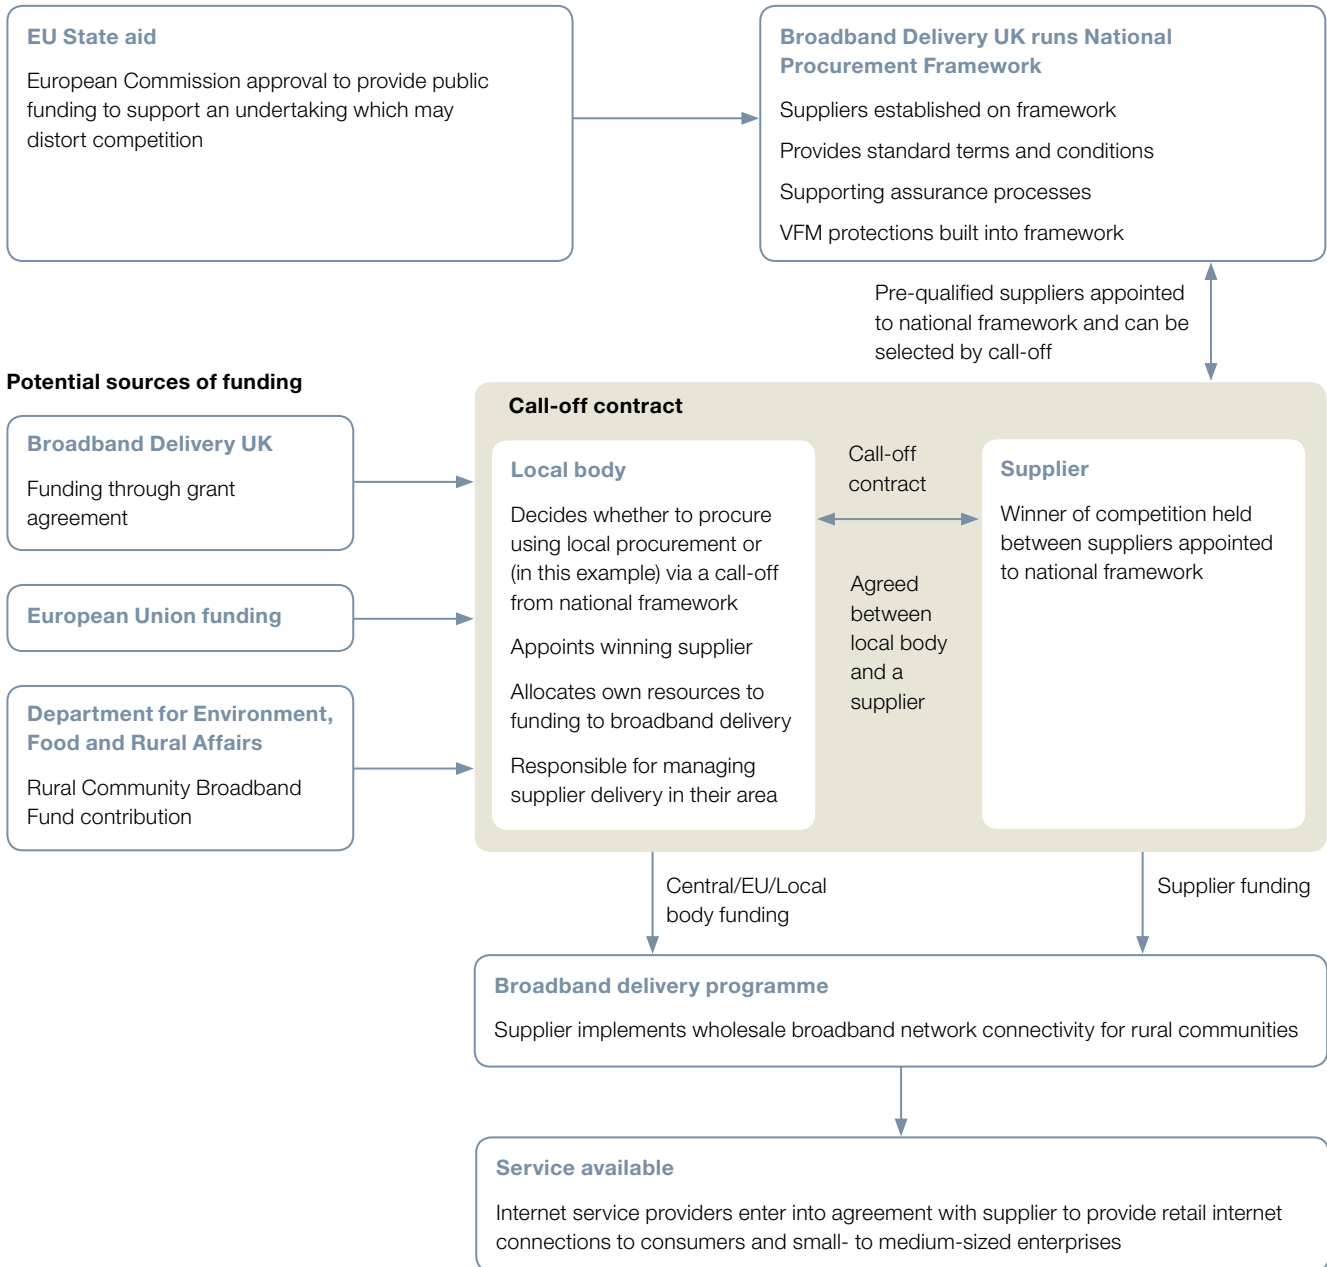 EU State aid
European Commission approval to provide public
funding to support an undertaking which may
distort competition
Broadband Delivery UK runs National
Procurement Framework
Suppliers established on framework
Provides standard terms and conditions
Supporting assurance processes
VFM protections built into framework
Pre-qualified suppliers appointed
to national framework and can be
selected by call-off
Potential sources of funding
Broadband Delivery UK
Funding through grant
agreement
European Union funding
Department for Environment,
Food and Rural Affairs
Rural Community Broadband
Fund contribution
Call-off contract
Local body
Decides whether to procure
using local procurement or
(in this example) via a call-off
from national framework
Appoints winning supplier
Allocates own resources to
funding to broadband delivery
Responsible for managing
supplier delivery in their area
Call-off
contract
Agreed
between
local body
and a
supplier
Supplier
Winner of competition held
between suppliers appointed
to national framework
Central/EU/Local
body funding
Supplier funding
Broadband delivery programme
Supplier implements wholesale broadband network connectivity for rural communities
Service available
Internet service providers enter into agreement with supplier to provide retail internet
connections to consumers and small- to medium-sized enterprises